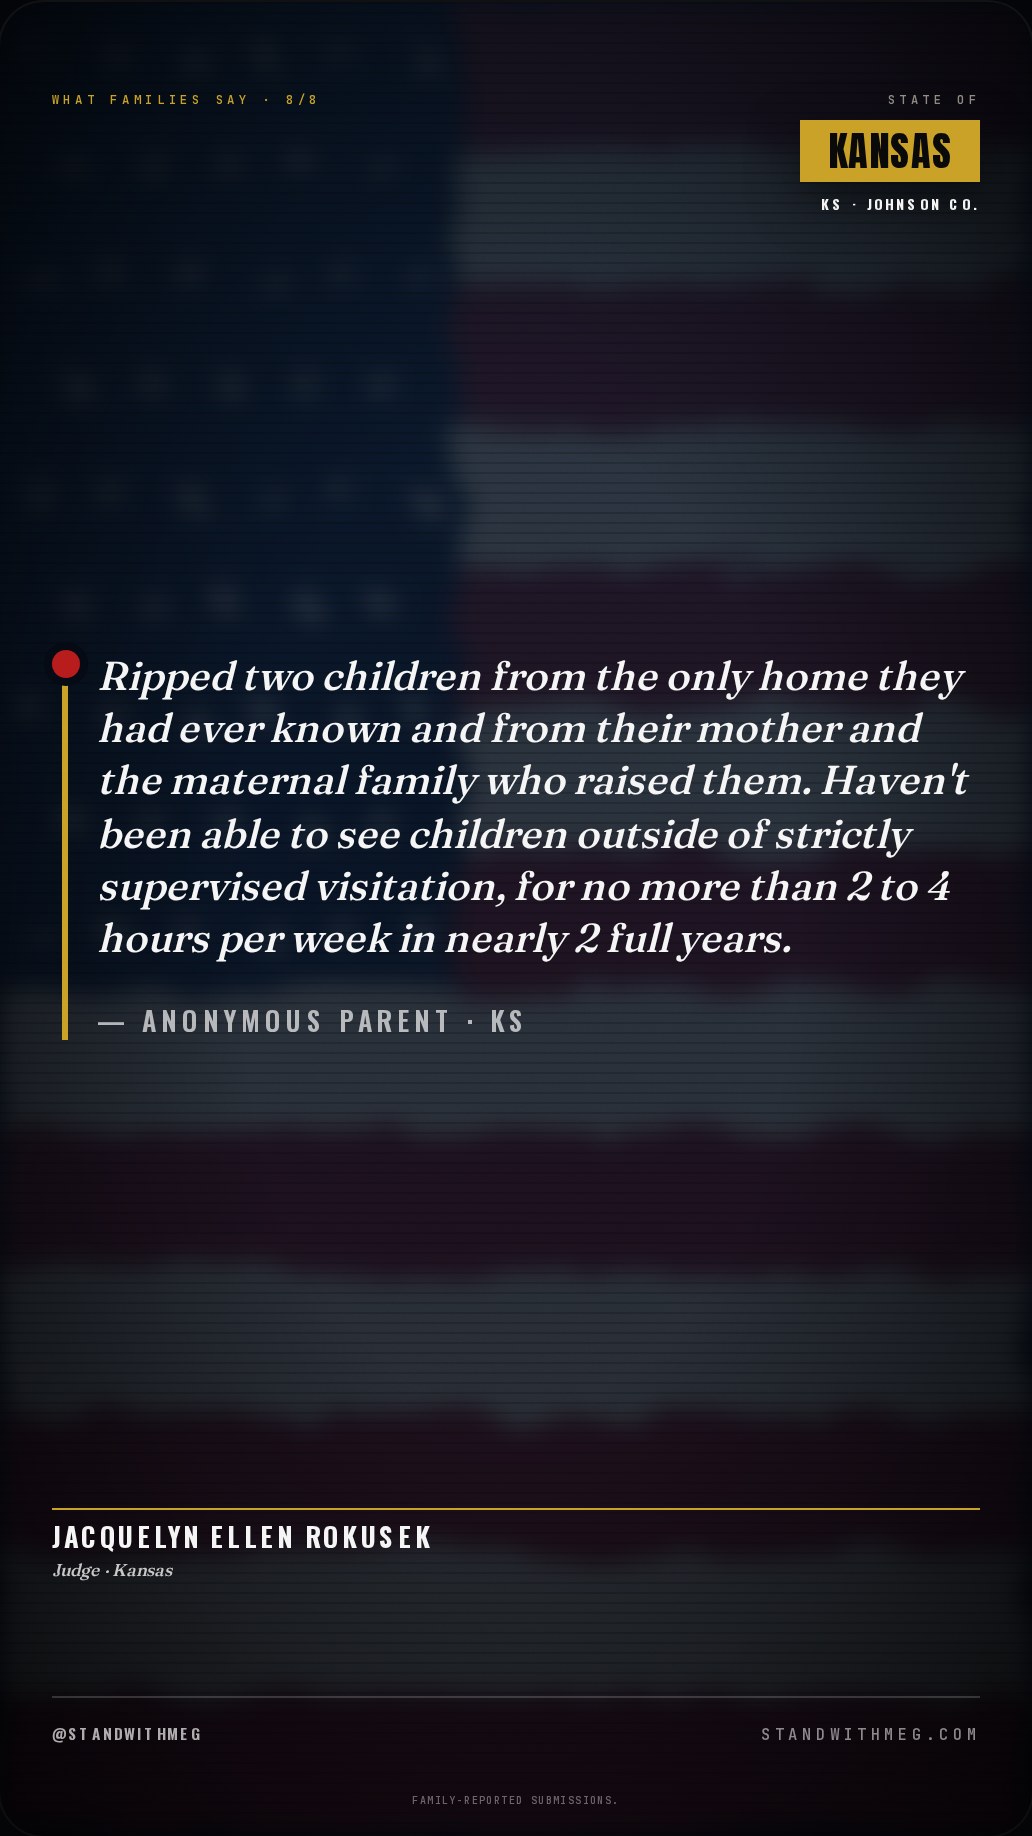 WHAT FAMILIES SAY · 8/8
STATE OF
KANSAS
KS · JOHNSON CO.
Ripped two children from the only home they
had ever known and from their mother and
the maternal family who raised them. Haven't
been able to see children outside of strictly
supervised visitation, for no more than 2 to 4
hours per week in nearly 2 full years.
— ANONYMOUS PARENT · KS
JACQUELYN ELLEN ROKUSEK
Judge · Kansas
@STANDWITHMEG
STANDWITHMEG.COM
FAMILY-REPORTED SUBMISSIONS.